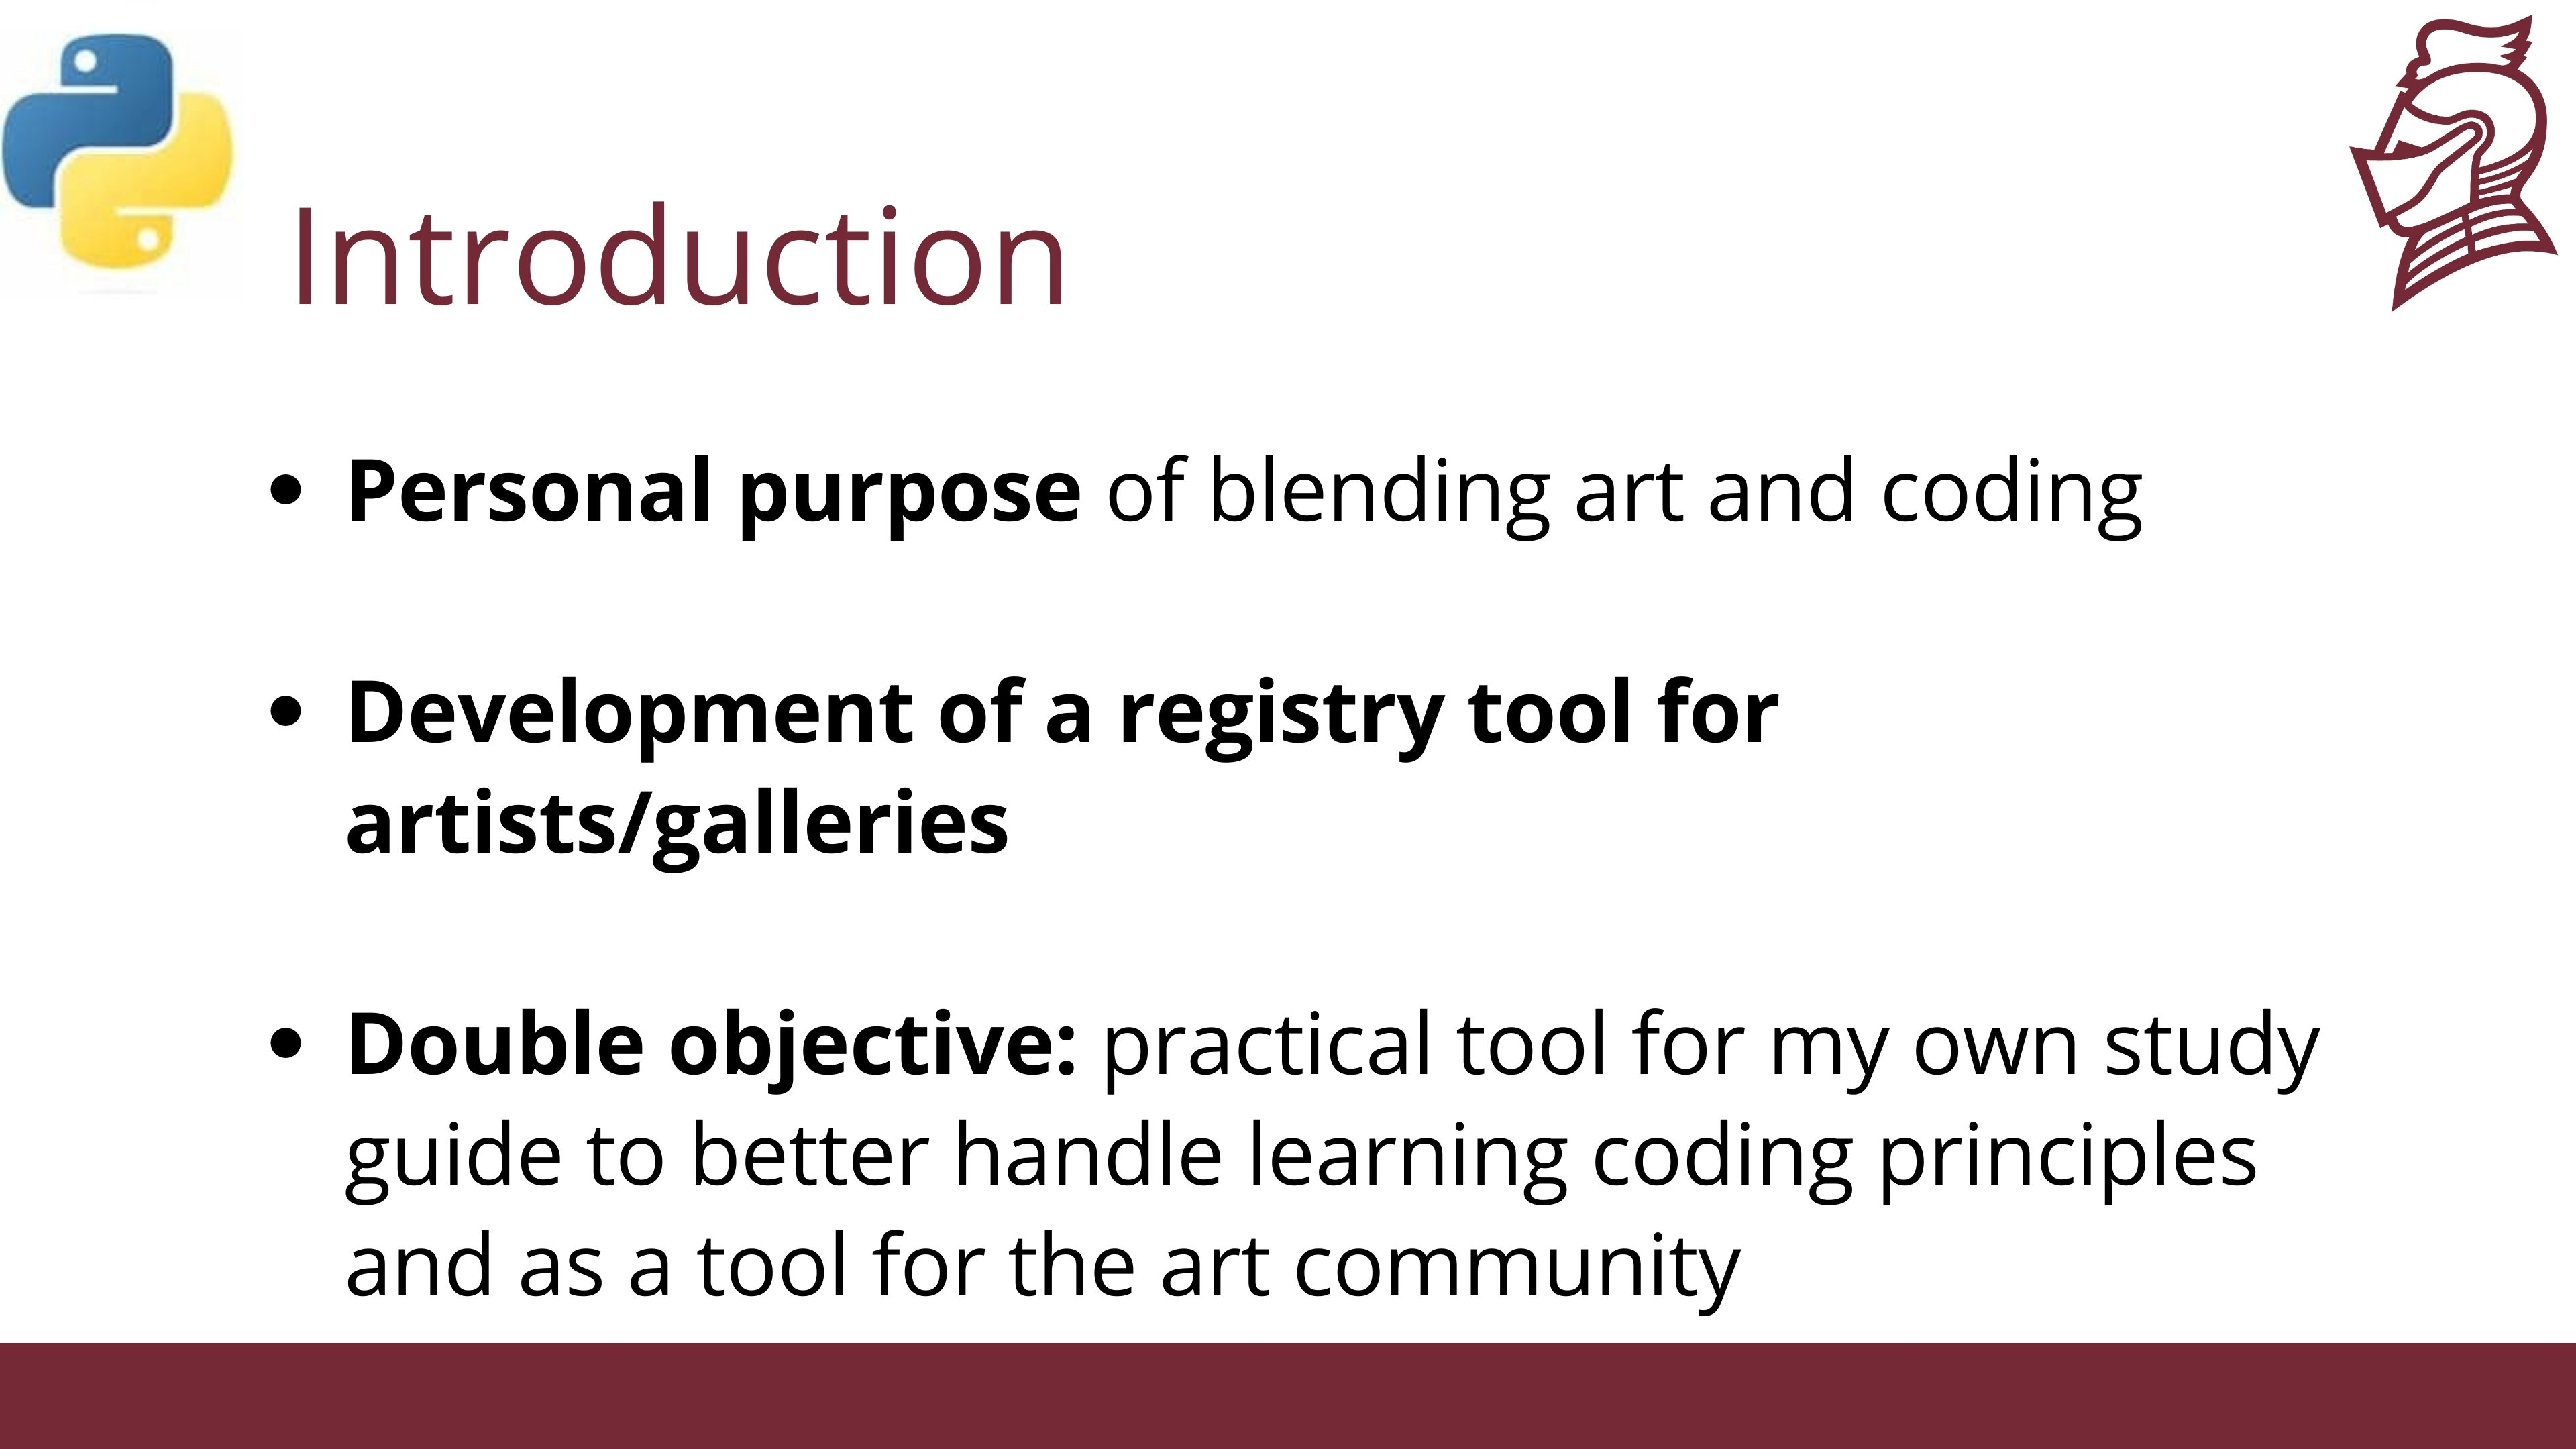 Introduction
• Personal purpose of blending art and coding
• Development of a registry tool for
artists/galleries
• Double objective: practical tool for my own study
guide to better handle learning coding principles
and as a tool for the art community